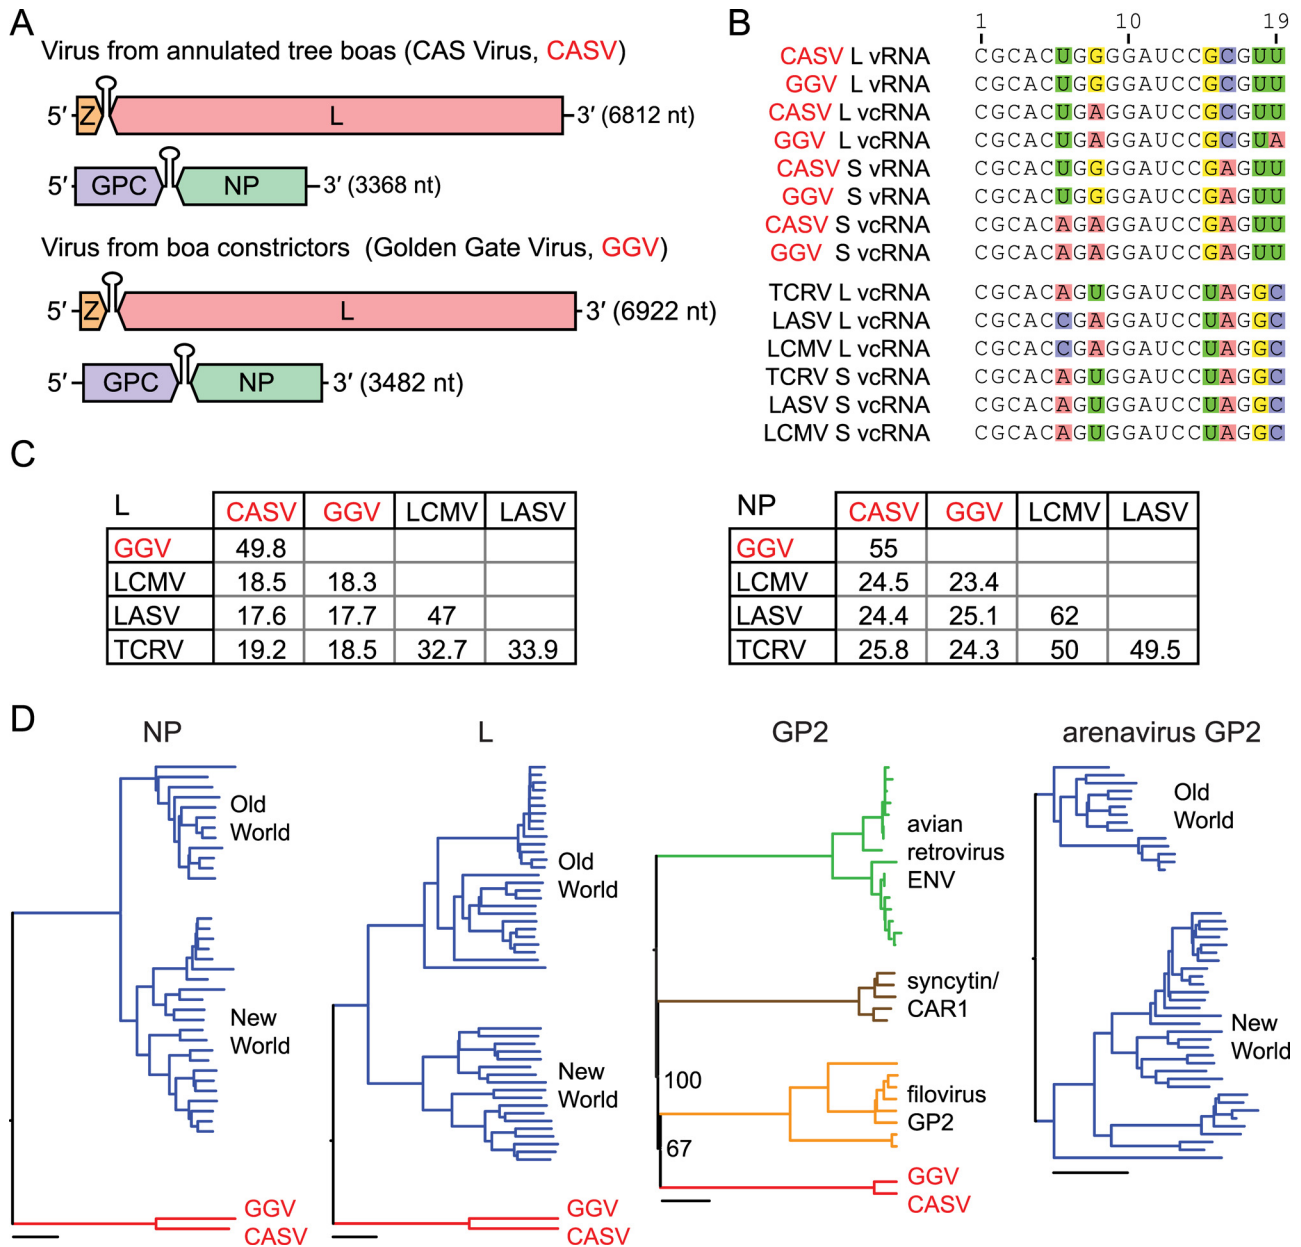 A
Virus from annulated tree boas (CAS Virus, CASV)
5′ Z L 3′ (6812 nt)
5′ GPC NP 3′ (3368 nt)
Virus from boa constrictors (Golden Gate Virus, GGV)
5′ Z L 3′ (6922 nt)
5′ GPC NP 3′ (3482 nt)
B
1 10 19
CASV L vRNA CGCACUGGGGAUCCGCGUU
GGV L vRNA CGCACUGGGGAUCCGCGUU
CASV L vcRNA CGCACUGAGGAUCCGCGUU
GGV L vcRNA CGCACUGAGGAUCCGCGUA
CASV S vRNA CGCACUGGGGAUCCGAGUU
GGV S vRNA CGCACUGGGGAUCCGAGUU
CASV S vcRNA CGCACAGAGGAUCCGAGUU
GGV S vcRNA CGCACAGAGGAUCCGAGUU
TCRV L vcRNA CGCACAGUGGAUCCUAGGC
LASV L vcRNA CGCACCGAGGAUCCUAGGC
LCMV L vcRNA CGCACCGAGGAUCCUAGGC
TCRV S vcRNA CGCACAGUGGAUCCUAGGC
LASV S vcRNA CGCACAGUGGAUCCUAGGC
LCMV S vcRNA CGCACAGUGGAUCCUAGGC
C
L CASV GGV LCMV LASV
GGV 49.8
LCMV 18.5 18.3
LASV 17.6 17.7 47
TCRV 19.2 18.5 32.7 33.9
NP CASV GGV LCMV LASV
GGV 55
LCMV 24.5 23.4
LASV 24.4 25.1 62
TCRV 25.8 24.3 50 49.5
D
NP
Old
World
New
World
GGV
CASV
L
Old
World
New
World
GGV
CASV
GP2
avian
retrovirus
ENV
syncytin/
CAR1
100
filovirus
GP2
67
GGV
CASV
arenavirus GP2
Old
World
New
World